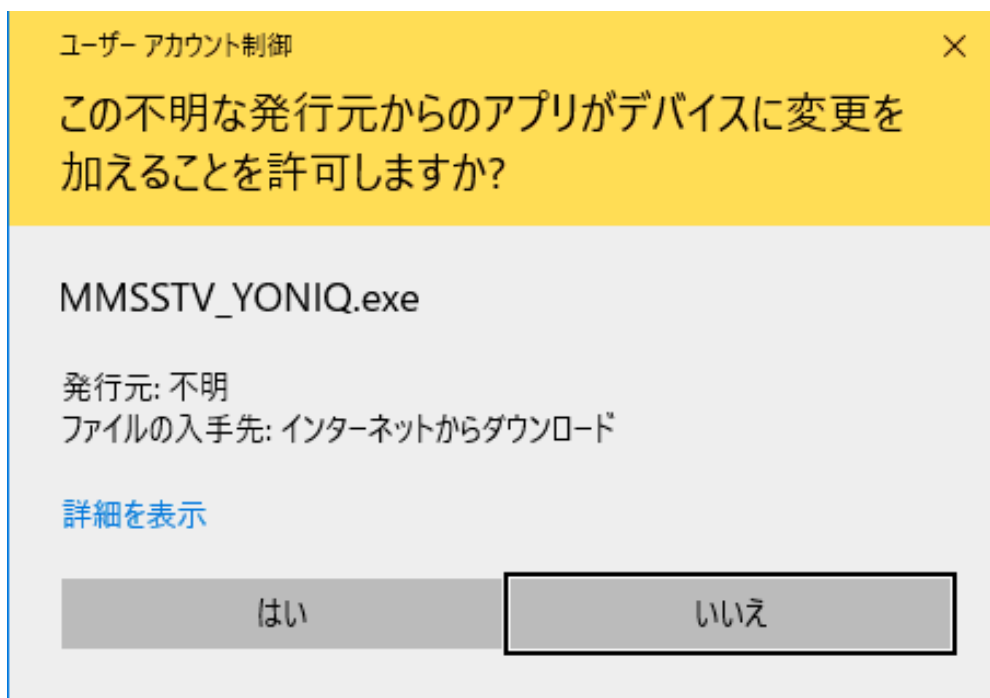 ユーザー アカウント制御
この不明な発行元からのアプリがデバイスに変更を
加えることを許可しますか?
MMSSTV_YONIQ.exe
発行元: 不明
ファイルの入手先: インターネットからダウンロード
詳細を表示
はい
いいえ